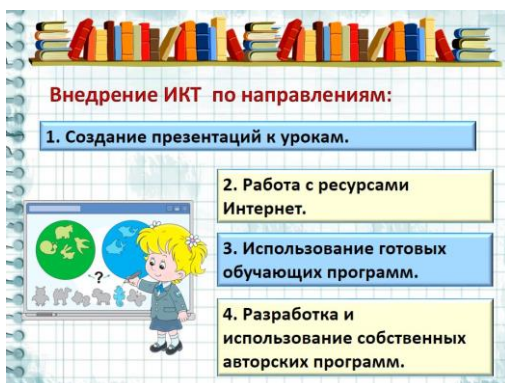 Внедрение ИКТ по направлениям:
1. Создание презентаций к урокам.
2. Работа с ресурсами
Интернет.
3. Использование готовых
обучающих программ.
4. Разработка и
использование собственных
авторских программ.
?